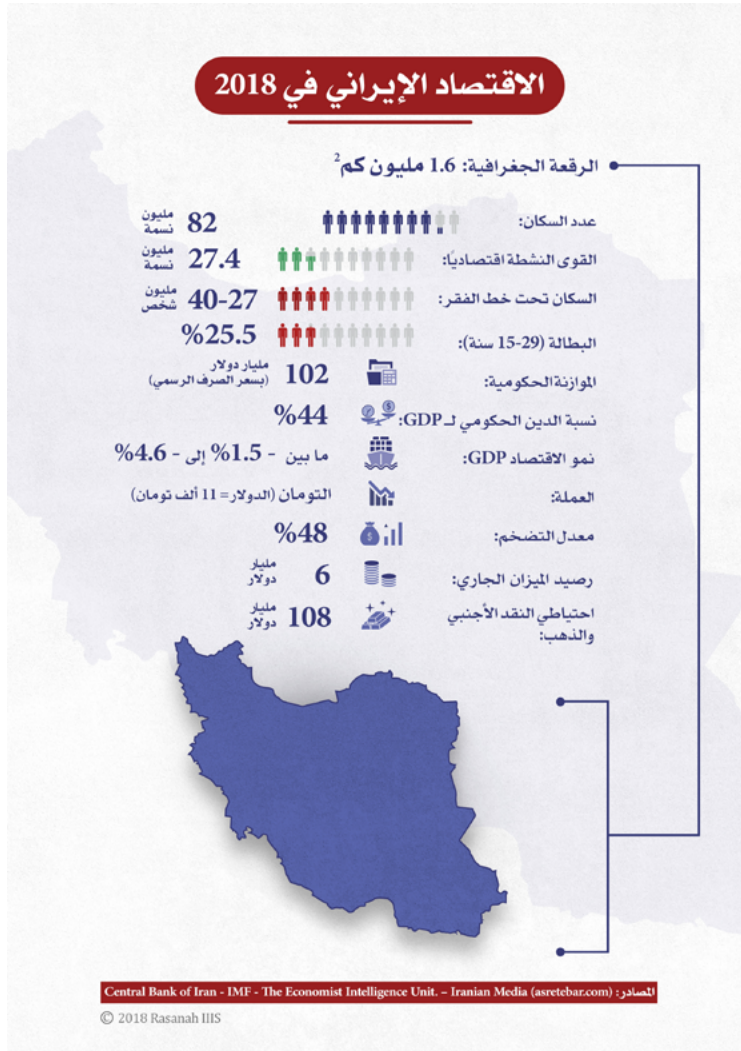 الاقتصاد الإيراني في 2018
الرقعة الجغرافية: 1.6 مليون كم2
عدد السكان: 82 مليون نسمة
القوى النشطة اقتصاديًا: 27.4 مليون نسمة
السكان تحت خط الفقر: 27-40 مليون شخص
البطالة (29-15 سنة): %25.5
الموازنة الحكومية: 102 مليار دولار (بسعر الصرف الرسمي)
نسبة الدين الحكومي لـ GDP: %44
نمو الاقتصاد GDP: ما بين - 1.5% إلى - 4.6%
العملة: التومان (الدولار= 11 ألف تومان)
معدل التضخم: %48
رصيد الميزان الجاري: 6 مليار دولار
احتياطي النقد الأجنبي والذهب: 108 مليار دولار
المصادر: Central Bank of Iran - IMF - The Economist Intelligence Unit. – Iranian Media (asretebar.com)
© 2018 Rasanah IIIS